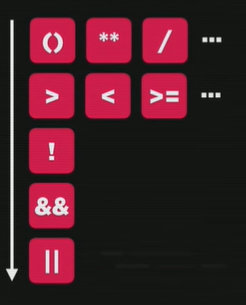 () ** / ...
> < >= ...
!
&&
||